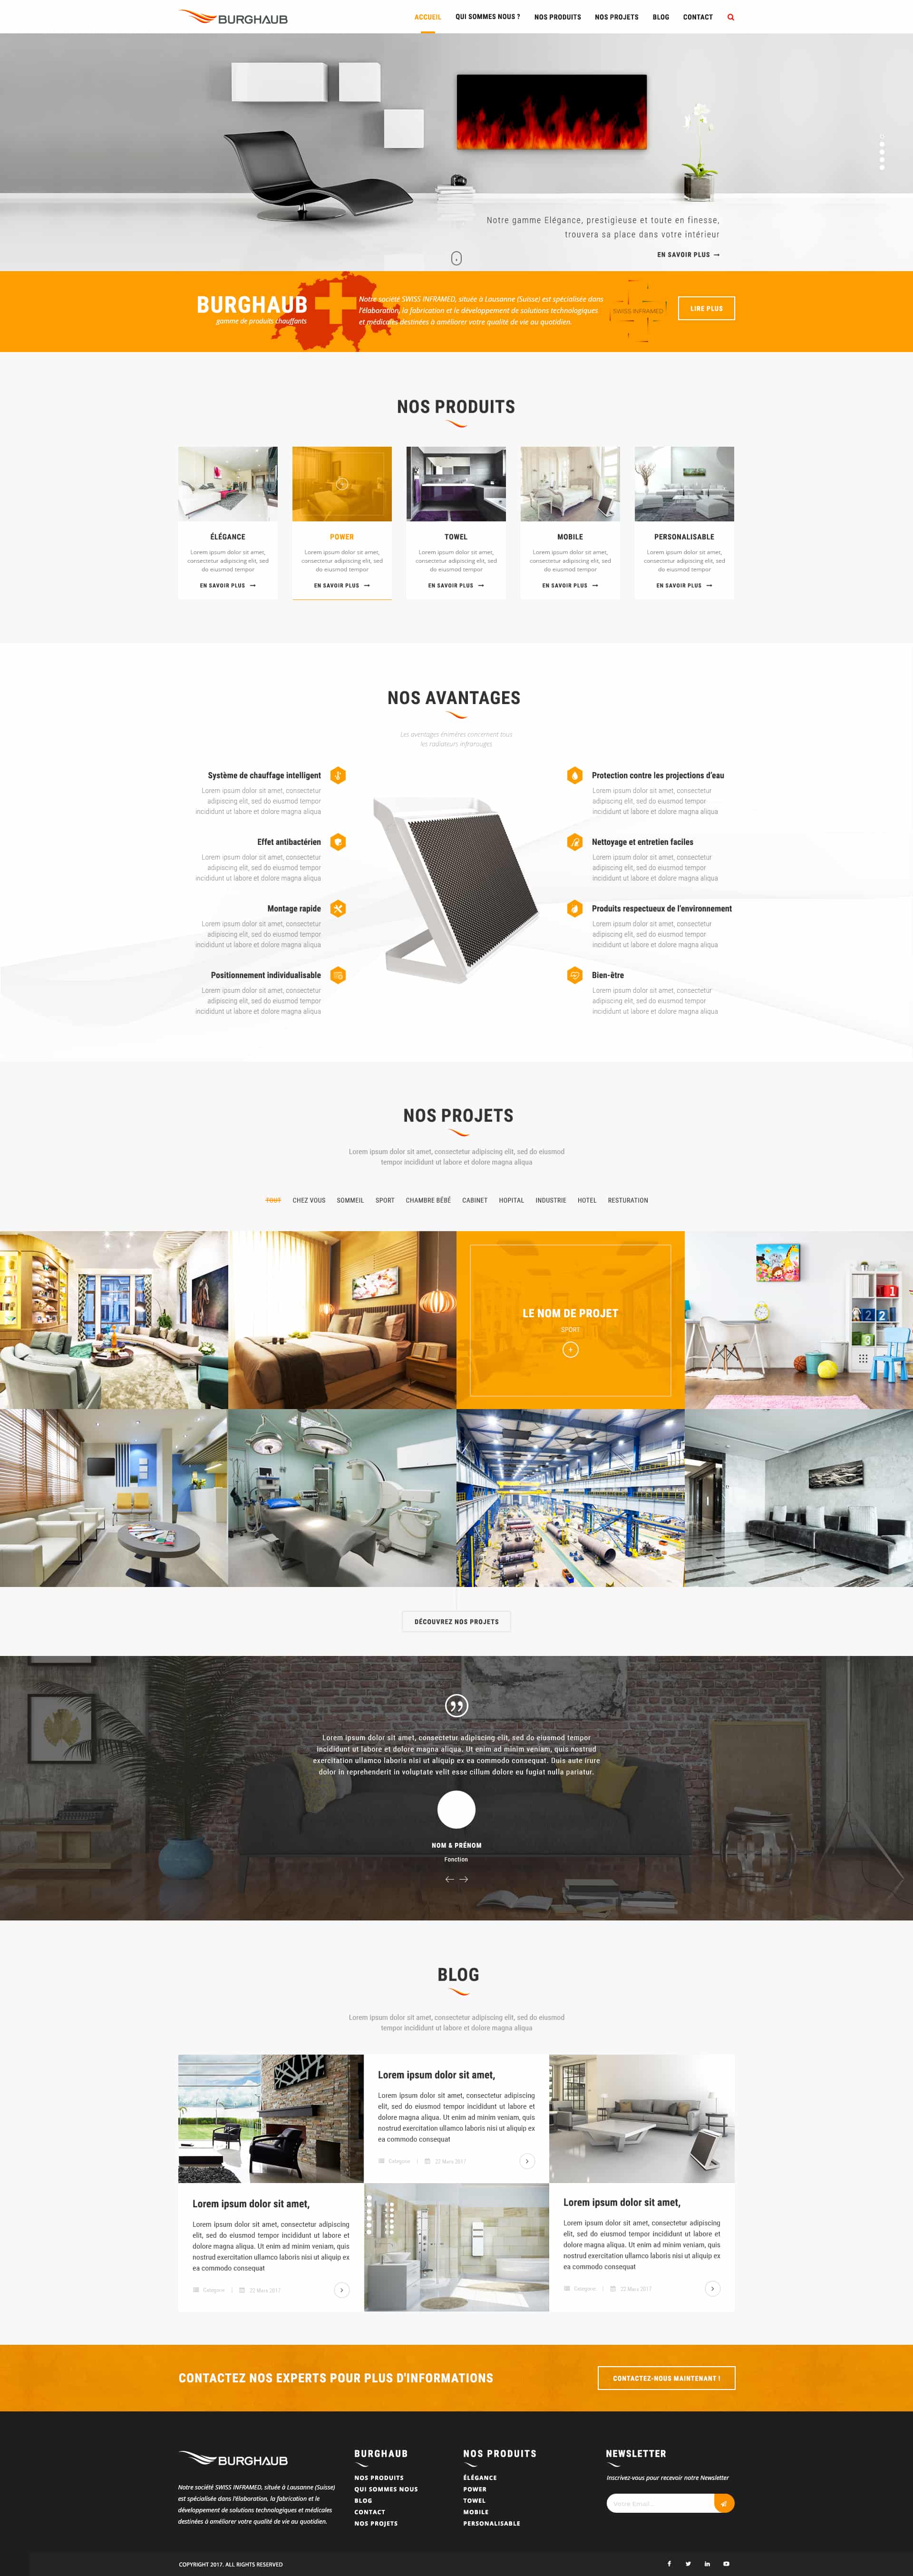 BURGHAUB
ACCUEIL QUI SOMMES NOUS ? NOS PRODUITS NOS PROJETS BLOG CONTACT
Notre gamme Elégance, prestigieuse et toute en finesse,
trouvera sa place dans votre intérieur
EN SAVOIR PLUS
BURGHAUB
gamme de produits chauffants
Notre société SWISS INFRAMED, située à Lousanne (Suisse) est spécialisée dans
l'élaboration, la fabrication et le développement de solutions technologiques
et médicales destinées à améliorer votre qualité de vie au quotidien.
SWISS INFRAMED
LIRE PLUS
NOS PRODUITS
ÉLÉGANCE
Lorem ipsum dolor sit amet,
consectetur adipiscing elit, sed
do eiusmod tempor
EN SAVOIR PLUS
POWER
Lorem ipsum dolor sit amet,
consectetur adipiscing elit, sed
do eiusmod tempor
EN SAVOIR PLUS
TOWEL
Lorem ipsum dolor sit amet,
consectetur adipiscing elit, sed
do eiusmod tempor
EN SAVOIR PLUS
MOBILE
Lorem ipsum dolor sit amet,
consectetur adipiscing elit, sed
do eiusmod tempor
EN SAVOIR PLUS
PERSONALISABLE
Lorem ipsum dolor sit amet,
consectetur adipiscing elit, sed
do eiusmod tempor
EN SAVOIR PLUS
NOS AVANTAGES
Les aventages énimères concernent tous
les radiateurs infrarouges
Système de chauffage intelligent
Lorem ipsum dolor sit amet, consectetur
adipiscing elit, sed do eiusmod tempor
incididunt ut labore et dolore magna aliqua
Effet antibactérien
Lorem ipsum dolor sit amet, consectetur
adipiscing elit, sed do eiusmod tempor
incididunt ut labore et dolore magna aliqua
Montage rapide
Lorem ipsum dolor sit amet, consectetur
adipiscing elit, sed do eiusmod tempor
incididunt ut labore et dolore magna aliqua
Positionnement individualisable
Lorem ipsum dolor sit amet, consectetur
adipiscing elit, sed do eiusmod tempor
incididunt ut labore et dolore magna aliqua
Protection contre les projections d'eau
Lorem ipsum dolor sit amet, consectetur
adipiscing elit, sed do eiusmod tempor
incididunt ut labore et dolore magna aliqua
Nettoyage et entretien faciles
Lorem ipsum dolor sit amet, consectetur
adipiscing elit, sed do eiusmod tempor
incididunt ut labore et dolore magna aliqua
Produits respectueux de l'environnement
Lorem ipsum dolor sit amet, consectetur
adipiscing elit, sed do eiusmod tempor
incididunt ut labore et dolore magna aliqua
Bien-être
Lorem ipsum dolor sit amet, consectetur
adipiscing elit, sed do eiusmod tempor
incididunt ut labore et dolore magna aliqua
NOS PROJETS
Lorem ipsum dolor sit amet, consectetur adipiscing elit, sed do eiusmod
tempor incididunt ut labore et dolore magna aliqua
TOUT CHEZ VOUS SOMMEIL SPORT CHAMBRE BÉBÉ CABINET HOPITAL INDUSTRIE HOTEL RESTURATION
LE NOM DE PROJET
SPORT
1
2 2
3
DÉCOUVREZ NOS PROJETS
Lorem ipsum dolor sit amet, consectetur adipiscing elit, sed do eiusmod tempor
incididunt ut labore et dolore magna aliqua. Ut enim ad minim veniam, quis nostrud
exercitation ullamco laboris nisi ut aliquip ex ea commodo consequat. Duis aute irure
dolor in reprehenderit in voluptate velit esse cillum dolore eu fugiat nulla pariatur.
NOM & PRÉNOM
Fonction
BLOG
Lorem ipsum dolor sit amet, consectetur adipiscing elit, sed do eiusmod
tempor incididunt ut labore et dolore magna aliqua
Lorem ipsum dolor sit amet,
Lorem ipsum dolor sit amet, consectetur adipiscing
elit, sed do eiusmod tempor incididunt ut labore et
dolore magna aliqua. Ut enim ad minim veniam, quis
nostrud exercitation ullamco laboris nisi ut aliquip ex
ea commodo consequat
22 Mars 2017
Lorem ipsum dolor sit amet,
Lorem ipsum dolor sit amet, consectetur adipiscing
elit, sed do eiusmod tempor incididunt ut labore et
dolore magna aliqua. Ut enim ad minim veniam, quis
nostrud exercitation ullamco laboris nisi ut aliquip ex
ea commodo consequat
22 Mars 2017
Lorem ipsum dolor sit amet,
Lorem ipsum dolor sit amet, consectetur adipiscing
elit, sed do eiusmod tempor incididunt ut labore et
dolore magna aliqua. Ut enim ad minim veniam, quis
nostrud exercitation ullamco laboris nisi ut aliquip ex
ea commodo consequat
22 Mars 2017
CONTACTEZ NOS EXPERTS POUR PLUS D'INFORMATIONS
CONTACTEZ-NOUS MAINTENANT !
BURGHAUB
Notre société SWISS INFRAMED, située à Lausanne (Suisse)
est spécialisée dans l'élaboration, la fabrication et le
développement de solutions technologiques et médicales
destinées à améliorer votre qualité de vie au quotidien.
BURGHAUB
NOS PRODUITS
QUI SOMMES NOUS
BLOG
CONTACT
NOS PROJETS
NOS PRODUITS
ÉLÉGANCE
POWER
TOWEL
MOBILE
PERSONALISABLE
NEWSLETTER
Inscrivez-vous pour recevoir notre Newsletter
Votre Email...
COPYRIGHT 2017. ALL RIGHTS RESERVED